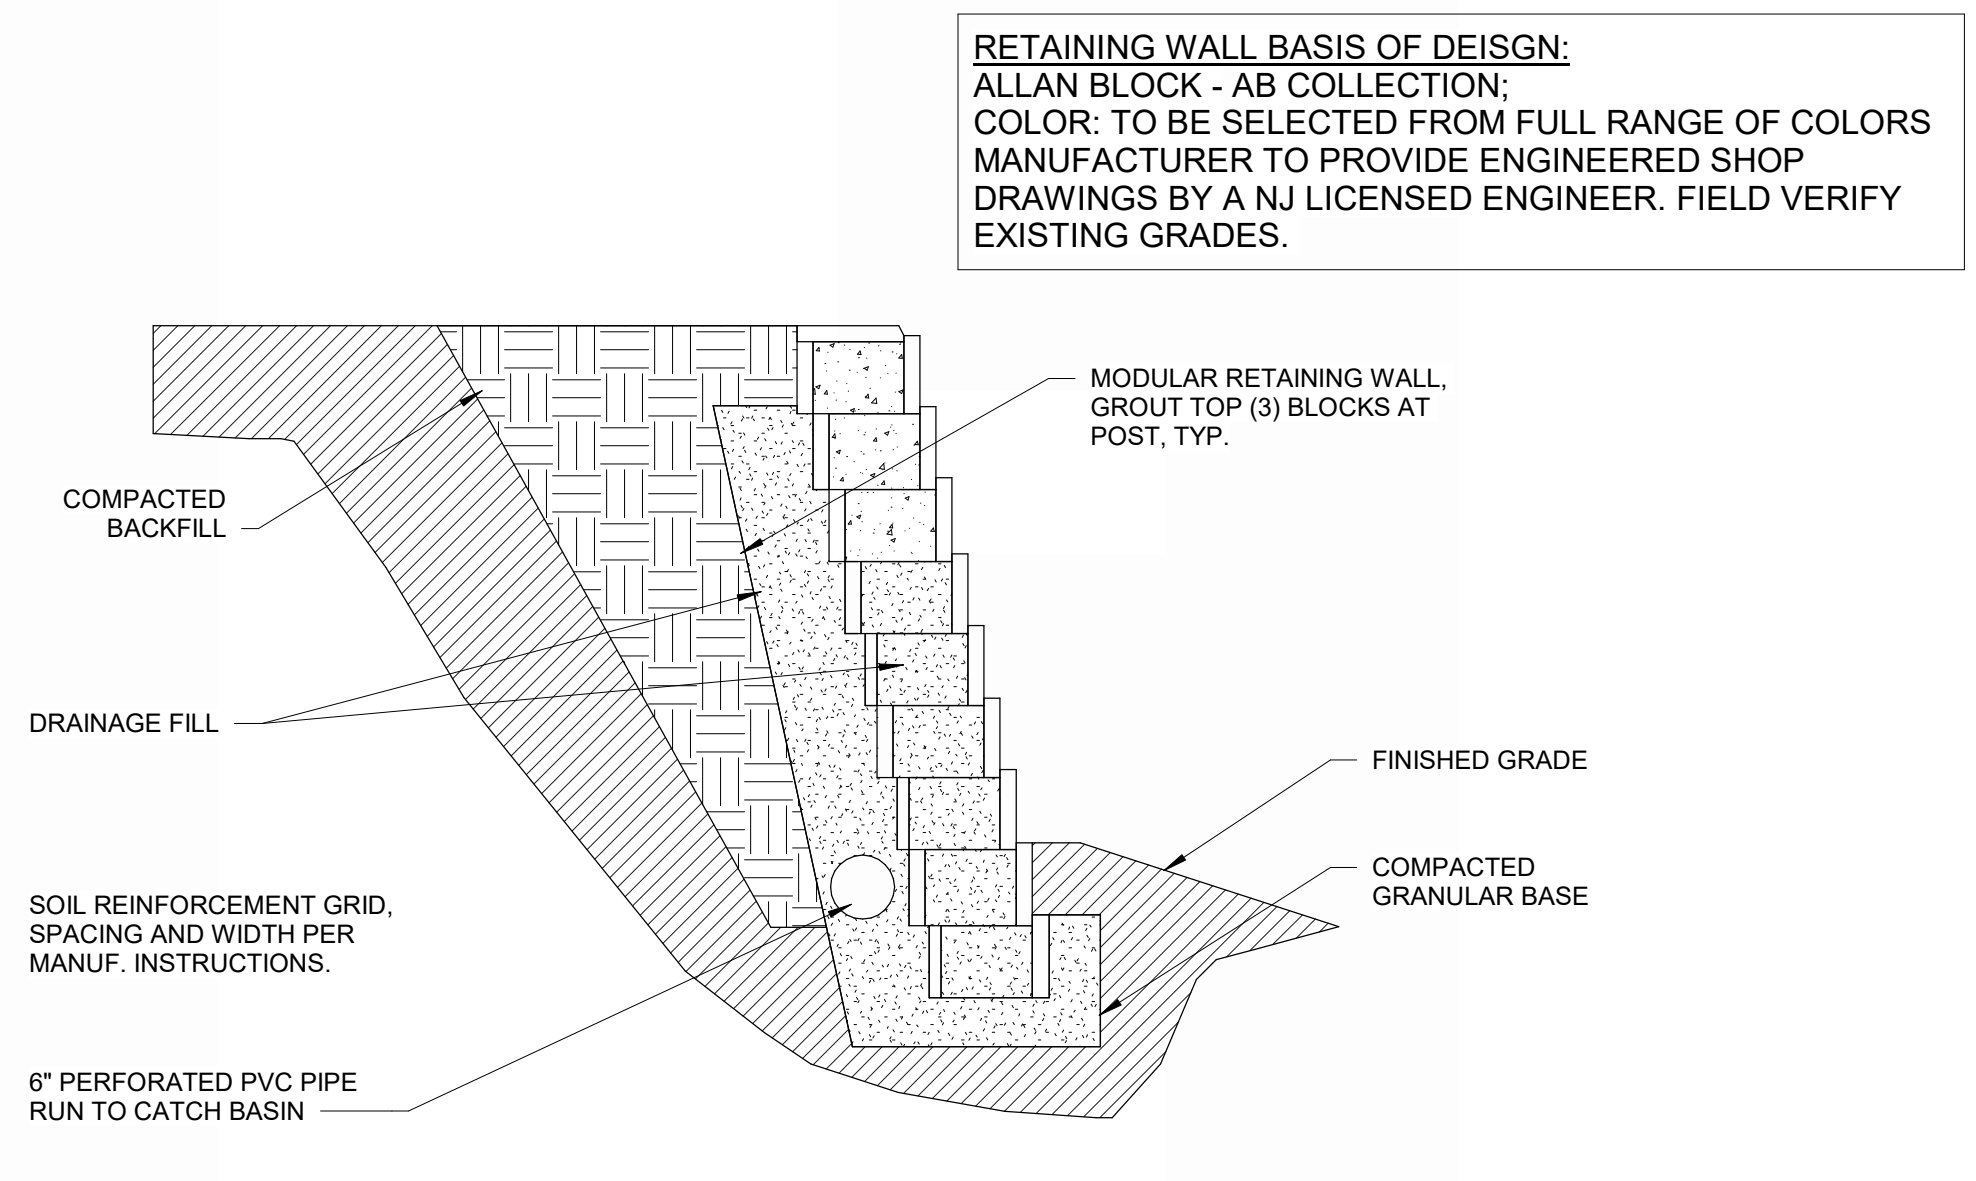 RETAINING WALL BASIS OF DEISGN:
ALLAN BLOCK - AB COLLECTION;
COLOR: TO BE SELECTED FROM FULL RANGE OF COLORS
MANUFACTURER TO PROVIDE ENGINEERED SHOP
DRAWINGS BY A NJ LICENSED ENGINEER. FIELD VERIFY
EXISTING GRADES.
MODULAR RETAINING WALL,
GROUT TOP (3) BLOCKS AT
POST, TYP.
COMPACTED
BACKFILL
DRAINAGE FILL
FINISHED GRADE
COMPACTED
GRANULAR BASE
SOIL REINFORCEMENT GRID,
SPACING AND WIDTH PER
MANUF. INSTRUCTIONS.
6" PERFORATED PVC PIPE
RUN TO CATCH BASIN